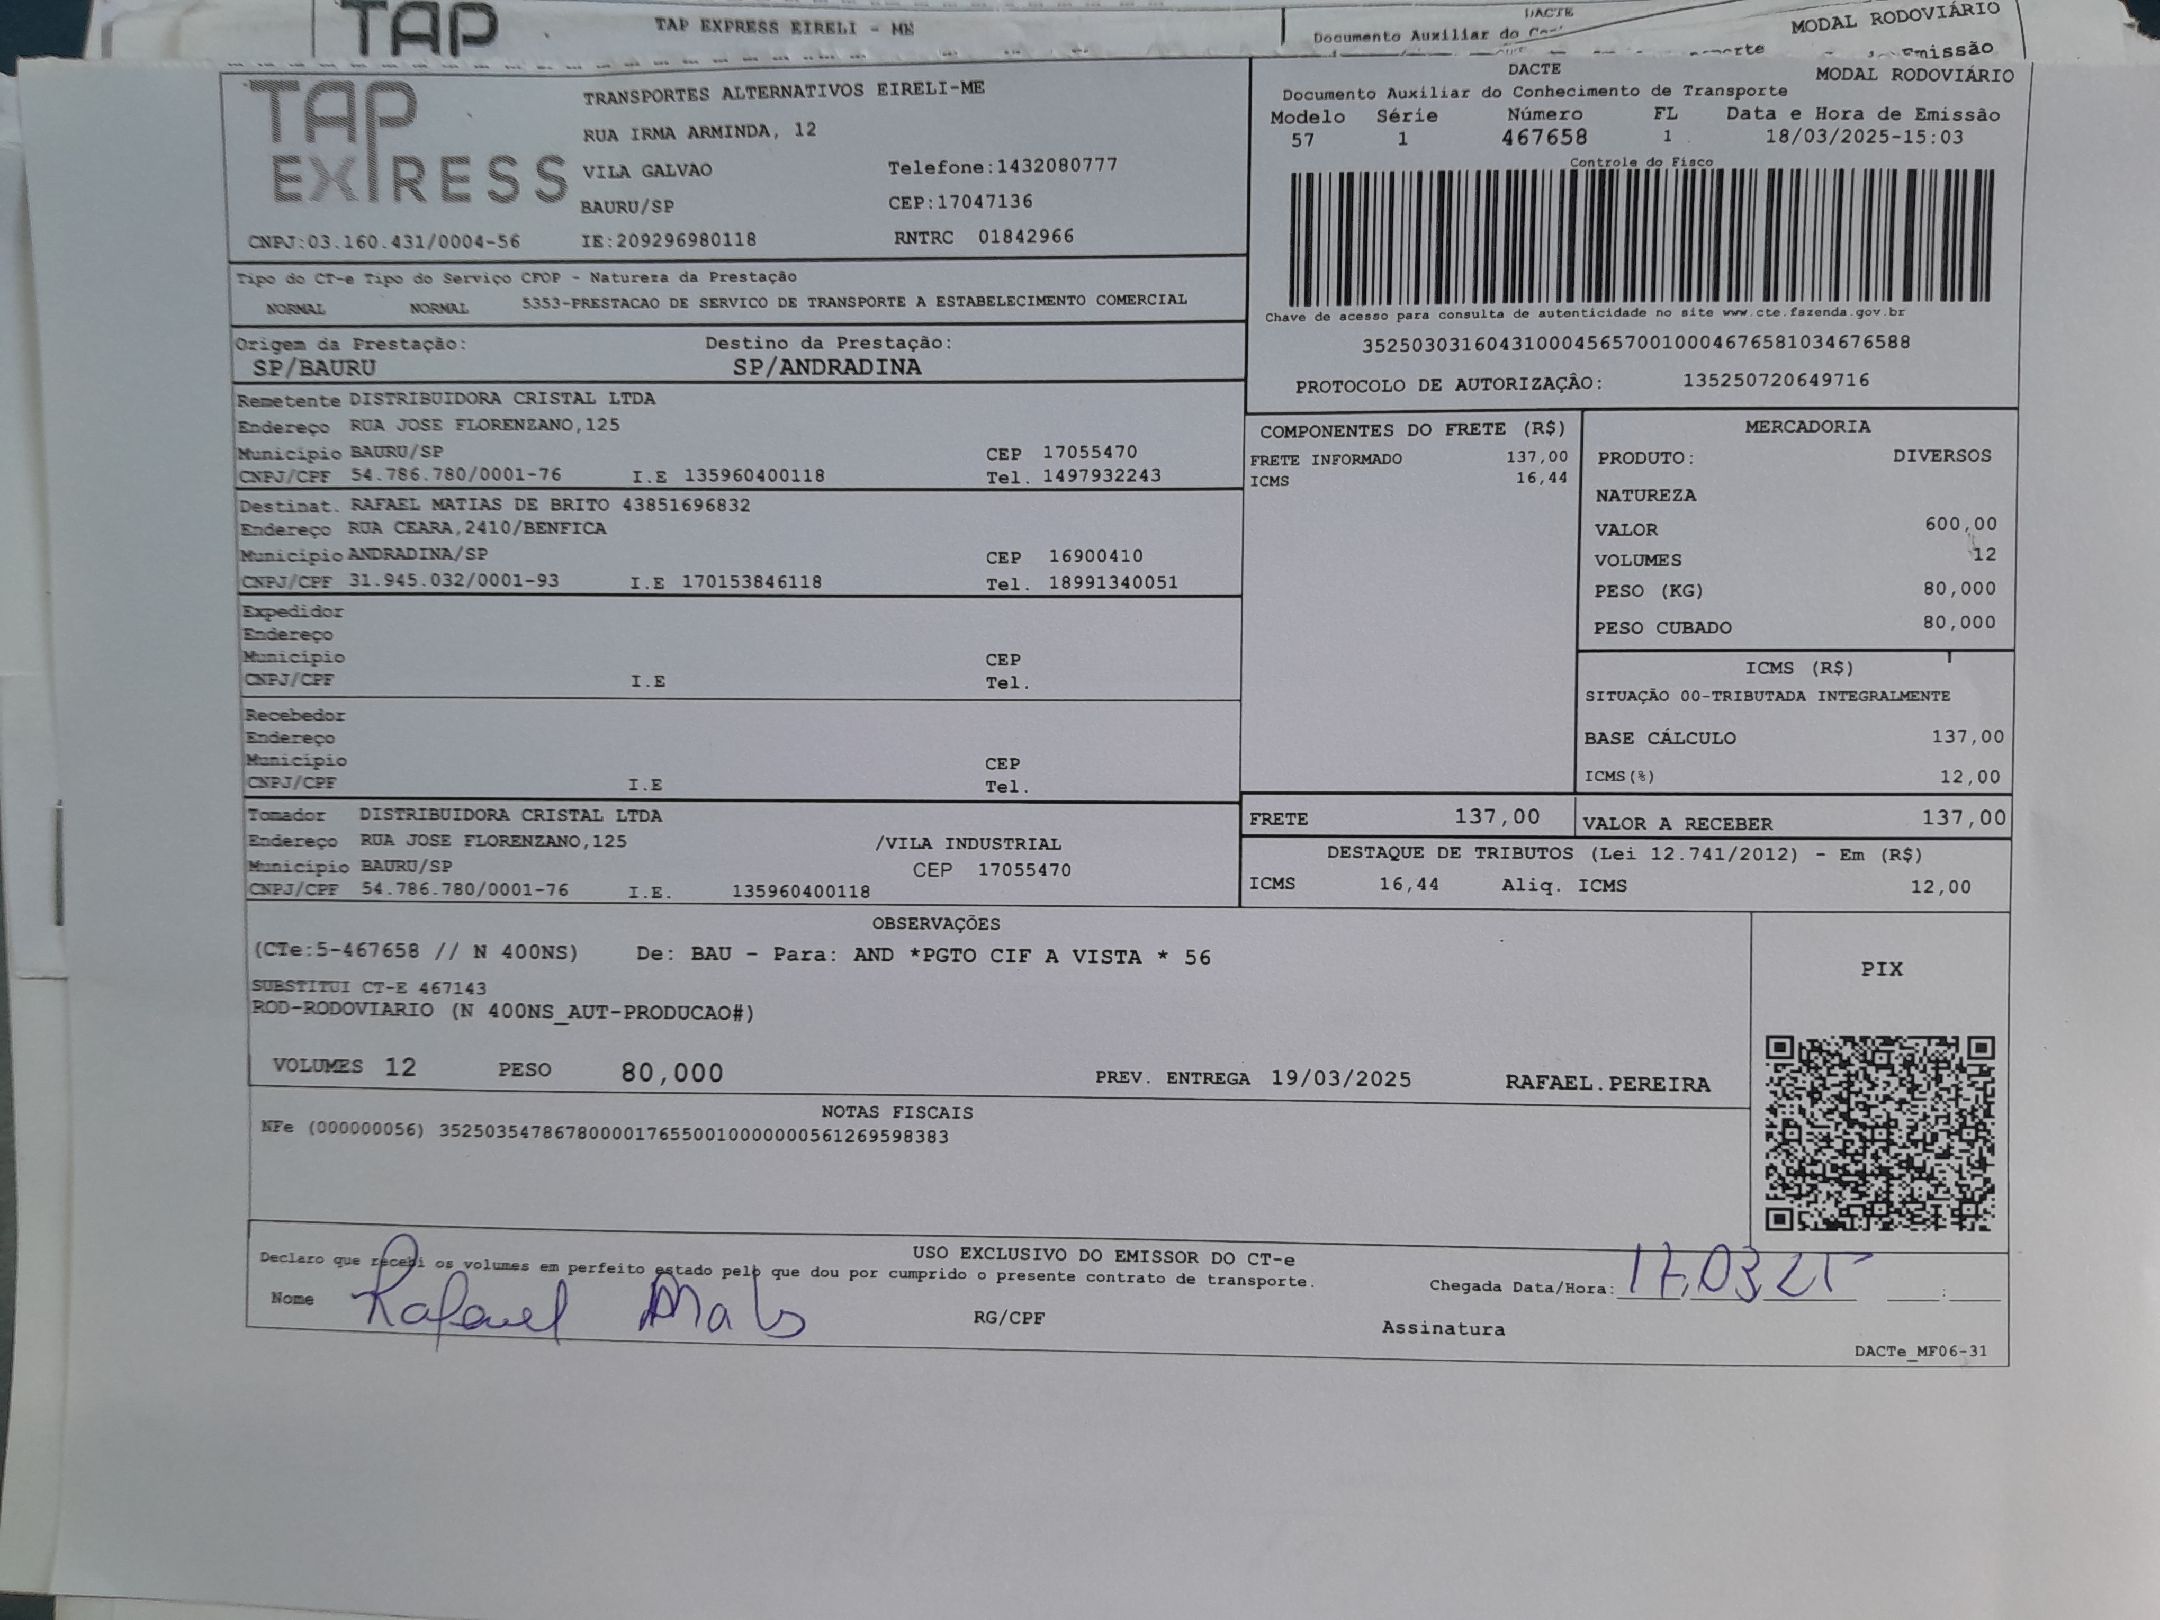 TAP
TAP EXPRESS EIRELI - ME
DACTE
Documento Auxiliar do
MODAL RODOVIÁRIO
Emissão
TAP
EXPRESS
TRANSPORTES ALTERNATIVOS EIRELI-ME
RUA IRMA ARMINDA, 12
VILA GALVAO Telefone:1432080777
BAURU/SP CEP:17047136
CNPJ:03.160.431/0004-56 IE:209296980118 RNTRC 01842966
DACTE MODAL RODOVIÁRIO
Documento Auxiliar do Conhecimento de Transporte
Modelo Série Número FL Data e Hora de Emissão
57 1 467658 1 18/03/2025-15:03
Controle do Fisco
Chave de acesso para consulta de autenticidade no site www.cte.fazenda.gov.br
35250303160431000456570010004676581034676588
PROTOCOLO DE AUTORIZAÇÃO: 135250720649716
Tipo do CT-e Tipo do Serviço CFOP - Natureza da Prestação
NORMAL NORMAL 5353-PRESTACAO DE SERVICO DE TRANSPORTE A ESTABELECIMENTO COMERCIAL
Origem da Prestação: Destino da Prestação:
SP/BAURU SP/ANDRADINA
Remetente DISTRIBUIDORA CRISTAL LTDA
Endereço RUA JOSE FLORENZANO,125
Município BAURU/SP CEP 17055470
CNPJ/CPF 54.786.780/0001-76 I.E 135960400118 Tel. 1497932243
Destinat. RAFAEL MATIAS DE BRITO 43851696832
Endereço RUA CEARA,2410/BENFICA
Município ANDRADINA/SP CEP 16900410
CNPJ/CPF 31.945.032/0001-93 I.E 170153846118 Tel. 18991340051
Expedidor
Endereço
Município CEP
CNPJ/CPF I.E Tel.
Recebedor
Endereço
Município CEP
CNPJ/CPF I.E Tel.
Tomador DISTRIBUIDORA CRISTAL LTDA
Endereço RUA JOSE FLORENZANO,125 /VILA INDUSTRIAL
Município BAURU/SP CEP 17055470
CNPJ/CPF 54.786.780/0001-76 I.E. 135960400118
COMPONENTES DO FRETE (R$)
FRETE INFORMADO 137,00
ICMS 16,44
MERCADORIA
PRODUTO: DIVERSOS
NATUREZA
VALOR 600,00
VOLUMES 12
PESO (KG) 80,000
PESO CUBADO 80,000
ICMS (R$)
SITUAÇÃO 00-TRIBUTADA INTEGRALMENTE
BASE CÁLCULO 137,00
ICMS(%) 12,00
FRETE 137,00 VALOR A RECEBER 137,00
DESTAQUE DE TRIBUTOS (Lei 12.741/2012) - Em (R$)
ICMS 16,44 Aliq. ICMS 12,00
OBSERVAÇÕES
(CTe:5-467658 // N 400NS) De: BAU - Para: AND *PGTO CIF A VISTA * 56
SUBSTITUI CT-E 467143
ROD-RODOVIARIO (N 400NS_AUT-PRODUCAO#)
VOLUMES 12 PESO 80,000 PREV. ENTREGA 19/03/2025 RAFAEL.PEREIRA
PIX
NOTAS FISCAIS
NFe (000000056) 35250354786780000176550010000000561269598383
USO EXCLUSIVO DO EMISSOR DO CT-e
Declaro que recebi os volumes em perfeito estado pelo que dou por cumprido o presente contrato de transporte.
Chegada Data/Hora: 17.03.25 :
Nome Rafael RG/CPF Assinatura
DACTe_MF06-31